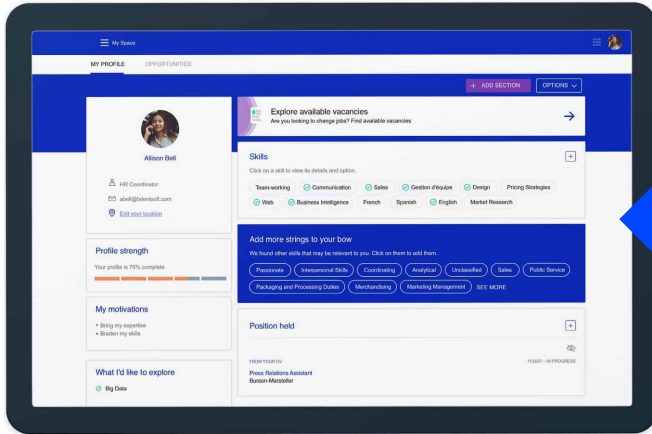 My Space
MY PROFILE OPPORTUNITIES
+ ADD SECTION OPTIONS
Allison Bell
HR Coordinator
abell@talentsoft.com
Edit your location
Profile strength
Your profile is 75% complete
My motivations
• Bring my expertise
• Braden my skills
What I'd like to explore
Big Data
Explore available vacancies
Are you looking to change jobs? Find available vacancies
Skills
Click on a skill to view its details and option.
Team-working Communication Sales Gestion d'équipe Design Pricing Strategies
Web Business Intelligence French Spanish English Market Research
Add more strings to your bow
We found other skills that may be relevant to you. Click on them to add them.
Passionate Interpersonal Skills Coordinating Analytical Unclassified Sales Public Service
Packaging and Processing Duties Merchandising Marketing Management SEE MORE
Position held
FROM YOUR CV 11/2007 – IN PROGRESS
Press Relations Assistant
Burson-Marsteller